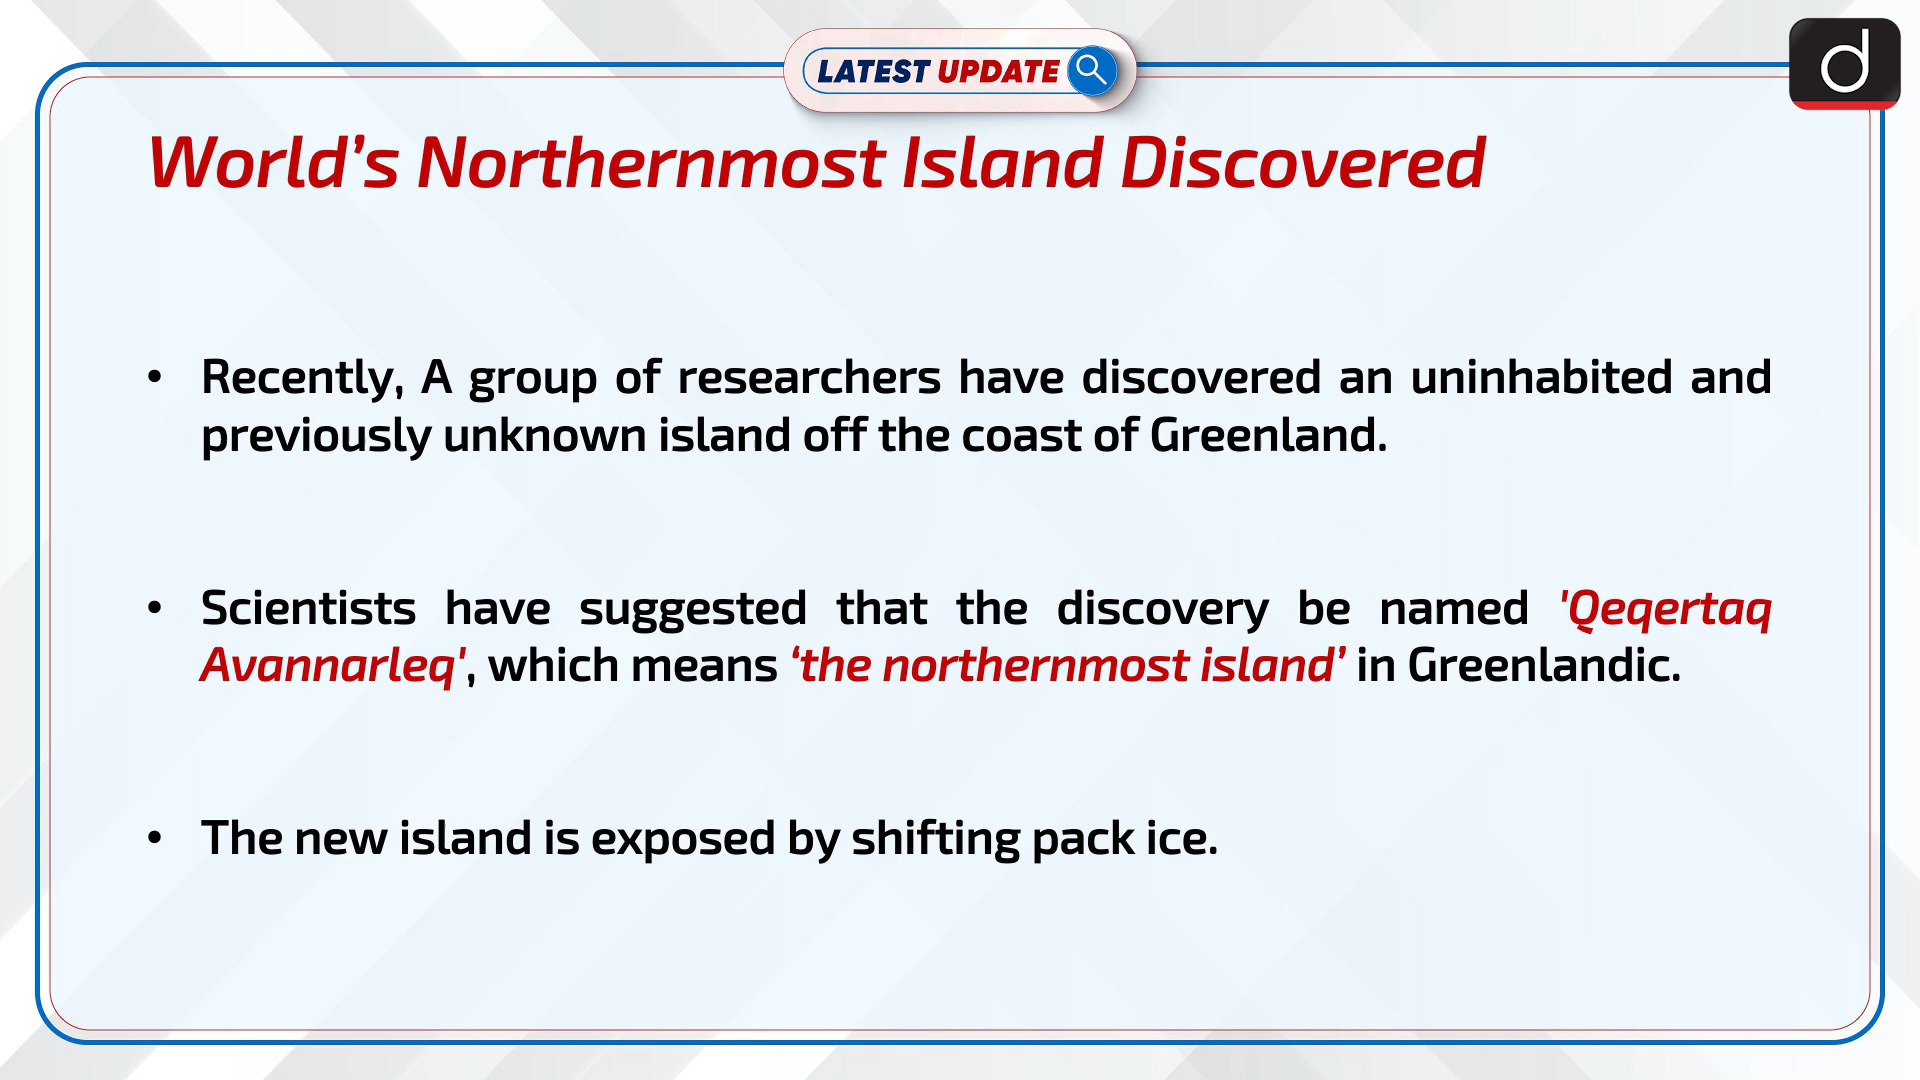 LATEST UPDATE
d
World’s Northernmost Island Discovered
• Recently, A group of researchers have discovered an uninhabited and
previously unknown island off the coast of Greenland.
• Scientists have suggested that the discovery be named 'Qeqertaq
Avannarleq', which means ‘the northernmost island’ in Greenlandic.
• The new island is exposed by shifting pack ice.